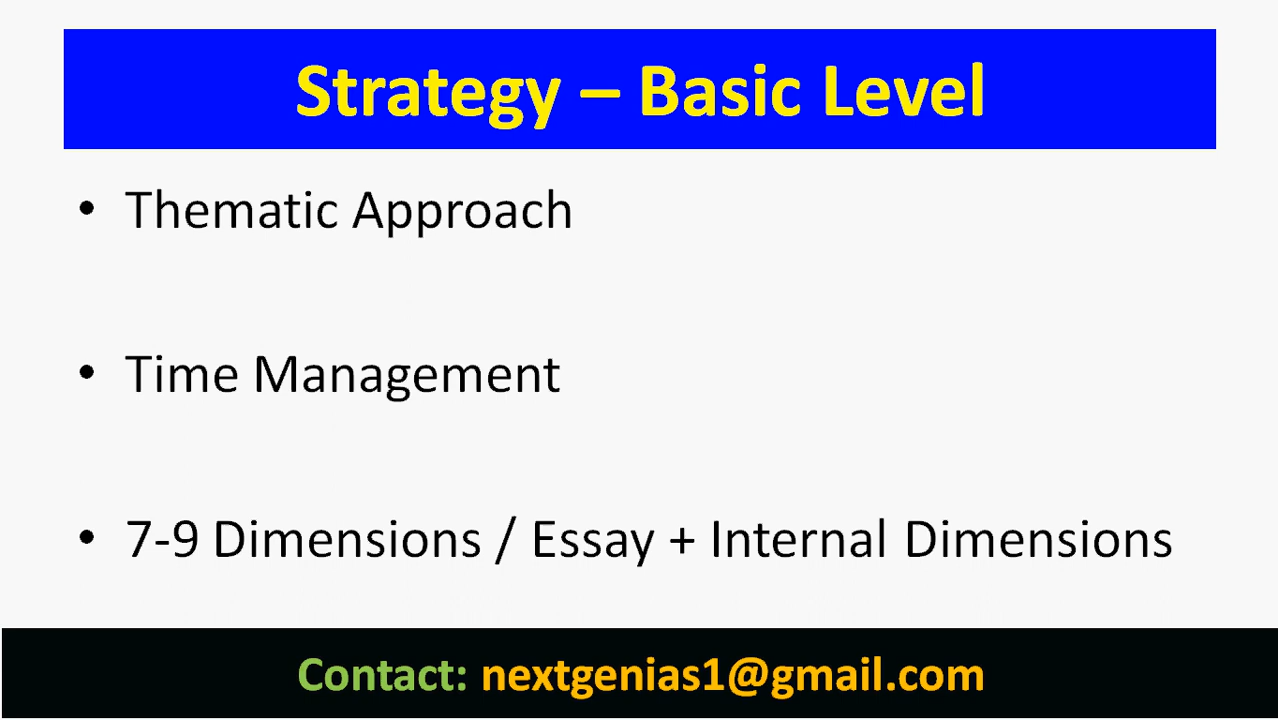 Strategy – Basic Level
• Thematic Approach
• Time Management
• 7-9 Dimensions / Essay + Internal Dimensions
Contact: nextgenias1@gmail.com